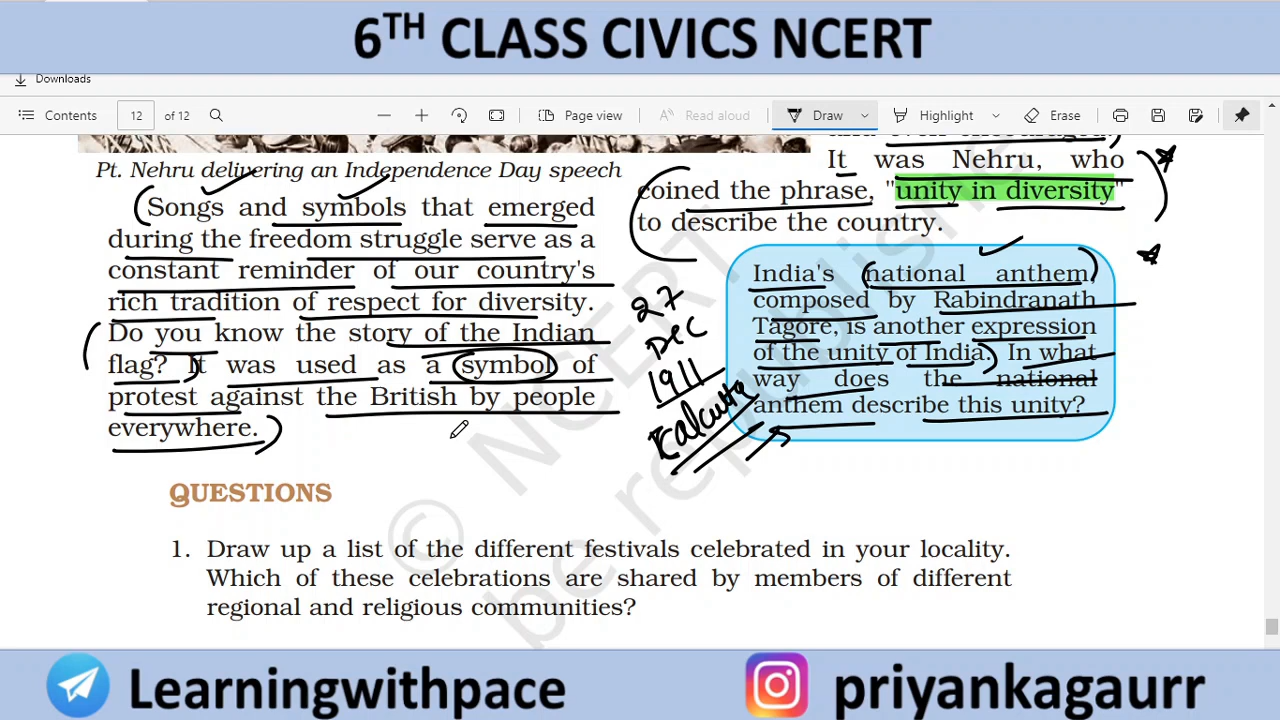 6TH CLASS CIVICS NCERT
Downloads
Contents
12
of 12
Page view
Read aloud
Draw
Highlight
Erase
It was Nehru, who
coined the phrase, "unity in diversity"
to describe the country.
Pt. Nehru delivering an Independence Day speech
Songs and symbols that emerged
during the freedom struggle serve as a
constant reminder of our country's
rich tradition of respect for diversity.
Do you know the story of the Indian
flag? It was used as a symbol of
protest against the British by people
everywhere.
27
DEC
1911
Kalcutta
India's national anthem,
composed by Rabindranath
Tagore, is another expression
of the unity of India. In what
way does the national
anthem describe this unity?
© NCERT
be republishe
QUESTIONS
1. Draw up a list of the different festivals celebrated in your locality.
Which of these celebrations are shared by members of different
regional and religious communities?
Learningwithpace
priyankagaurr